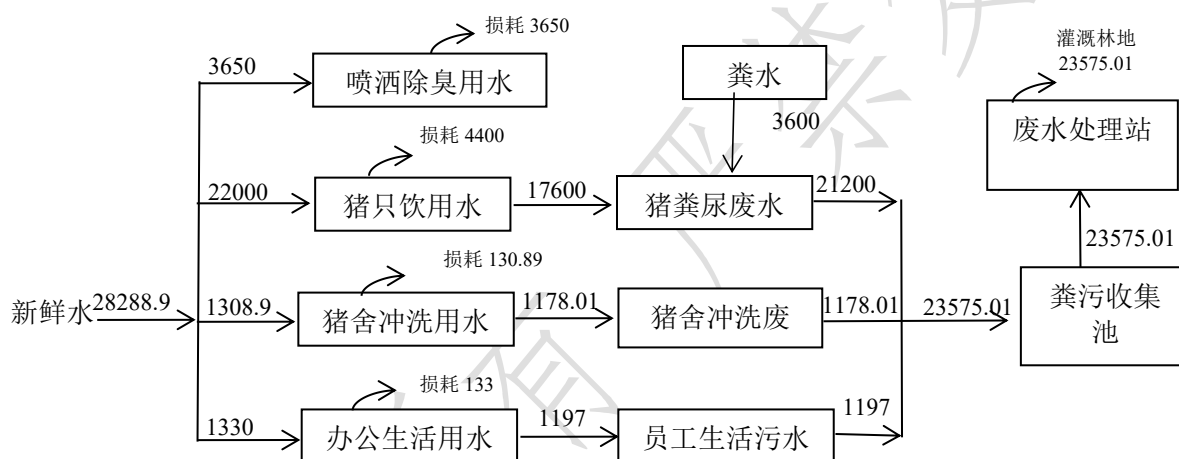 损耗 3650
3650
喷洒除臭用水
粪水
3600
灌溉林地
23575.01
废水处理站
损耗 4400
22000
猪只饮用水
17600
猪粪尿废水
21200
23575.01
损耗 130.89
新鲜水
28288.9
1308.9
猪舍冲洗用水
1178.01
猪舍冲洗废
1178.01
23575.01
粪污收集
池
损耗 133
1330
办公生活用水
1197
员工生活污水
1197
有
严禁